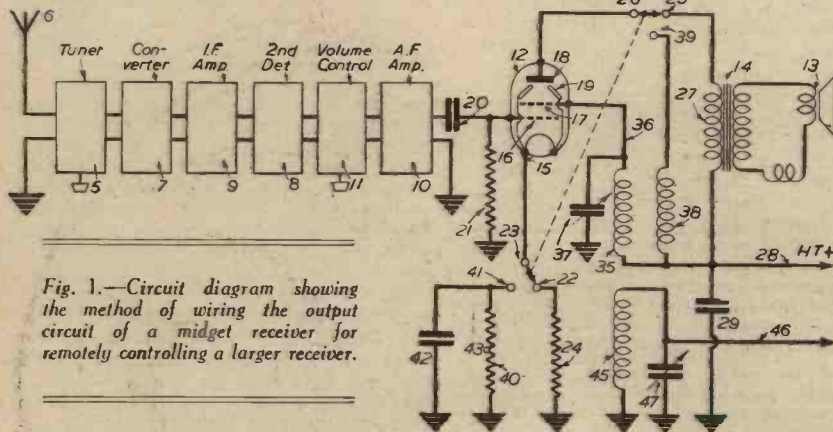 6
26 25
Tuner
Con-
verter
I.F.
Amp.
2nd
Det
Volume
Control
A.F
Amp.
5
7
9
8
11
10
20
21
12
18
19
17
16
15
36
37
35
39
38
27
14
13
28 HT+
29
23
41
22
42
43
40
24
45
47
46
Fig. 1.—Circuit diagram showing
the method of wiring the output
circuit of a midget receiver for
remotely controlling a larger receiver.